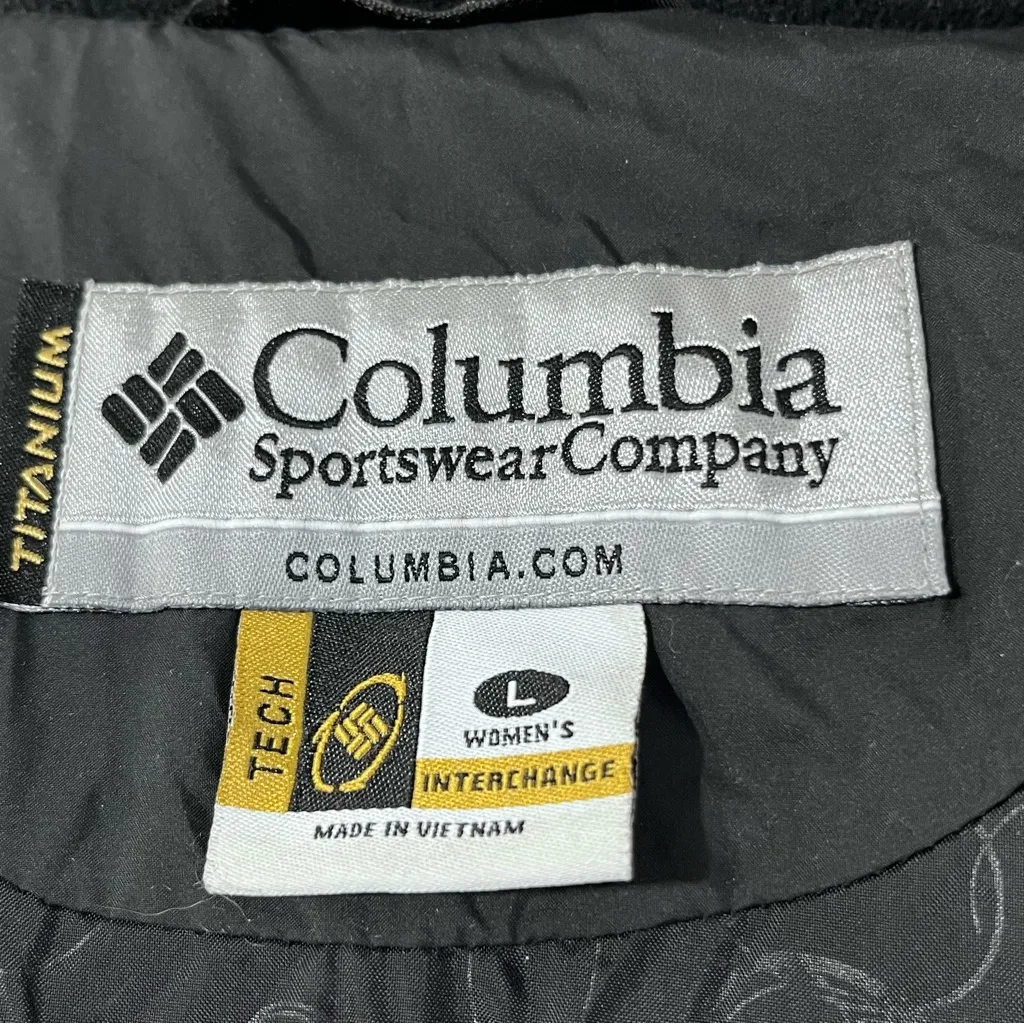 TITANIUM
Columbia
Sportswear Company
COLUMBIA.COM
TECH
L
WOMEN'S
INTERCHANGE
MADE IN VIETNAM